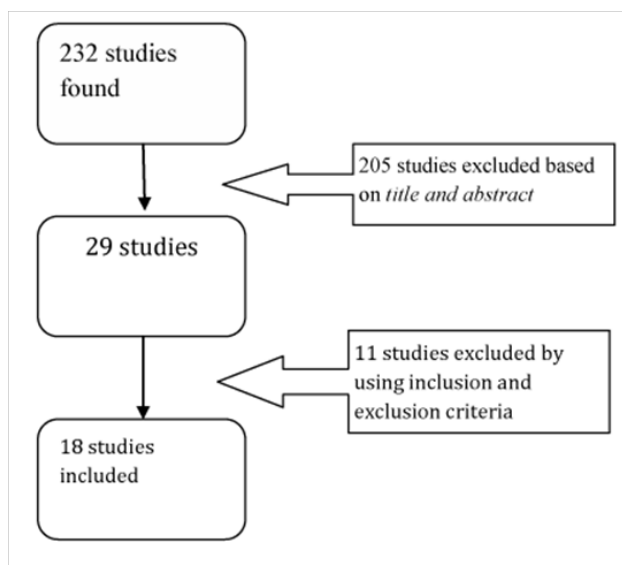 232 studies
found
205 studies excluded based
on title and abstract
29 studies
11 studies excluded by
using inclusion and
exclusion criteria
18 studies
included